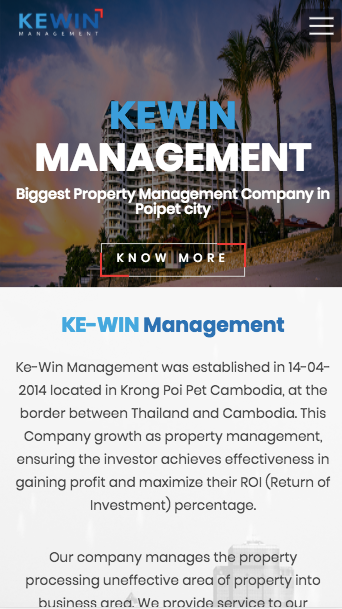 KEWIN
MANAGEMENT
KEWIN
MANAGEMENT
Biggest Property Management Company in
Poipet city
KNOW MORE
KE-WIN Management
Ke-Win Management was established in 14-04-
2014 located in Krong Poi Pet Cambodia, at the
border between Thailand and Cambodia. This
Company growth as property management,
ensuring the investor achieves effectiveness in
gaining profit and maximize their ROI (Return of
Investment) percentage.
Our company manages the property
processing uneffective area of property into
business area. We provide service to our